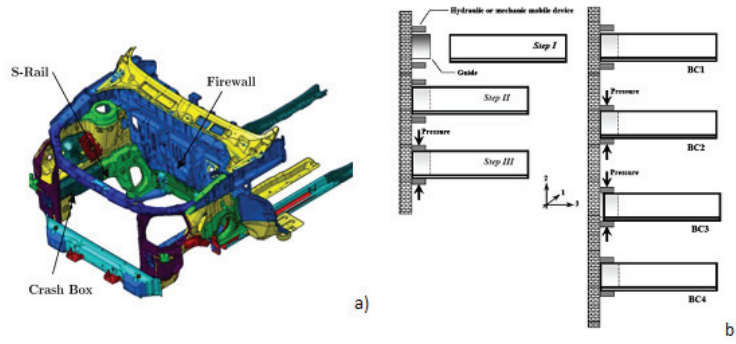 S-Rail
Firewall
Crash Box
a)
Hydraulic or mechanic mobile device
Step I
Guide
Step II
Pressure
Step III
2
1
3
BC1
Pressure
BC2
Pressure
BC3
BC4
b